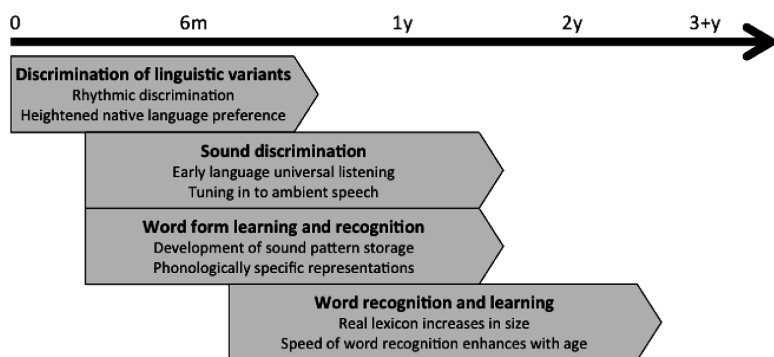 0 6m 1y 2y 3+y
Discrimination of linguistic variants
Rhythmic discrimination
Heightened native language preference
Sound discrimination
Early language universal listening
Tuning in to ambient speech
Word form learning and recognition
Development of sound pattern storage
Phonologically specific representations
Word recognition and learning
Real lexicon increases in size
Speed of word recognition enhances with age